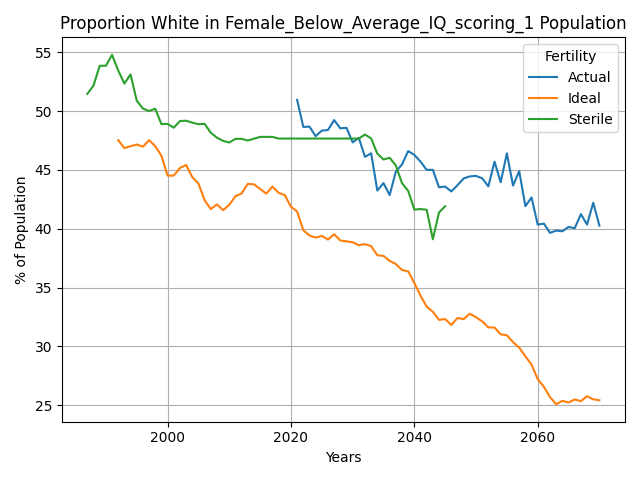 Proportion White in Female_Below_Average_IQ_scoring_1 Population
% of Population
55
50
45
40
35
30
25
Fertility
Actual
Ideal
Sterile
2000
2020
2040
2060
Years